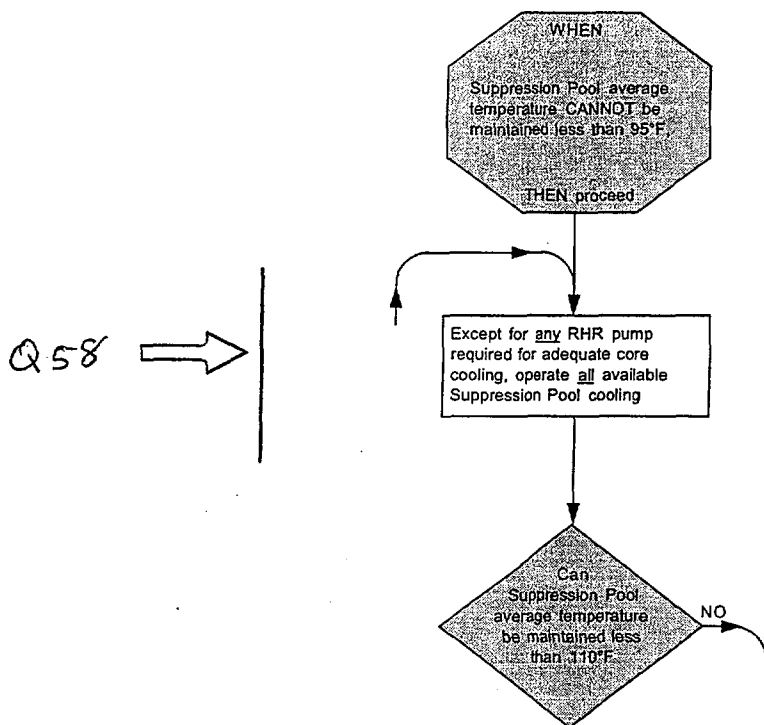 WHEN
Suppression Pool average
temperature CANNOT be
maintained less than 95°F,
THEN proceed
Q58
Except for any RHR pump
required for adequate core
cooling, operate all available
Suppression Pool cooling
Can
Suppression Pool
average temperature
be maintained less
than 110°F
NO